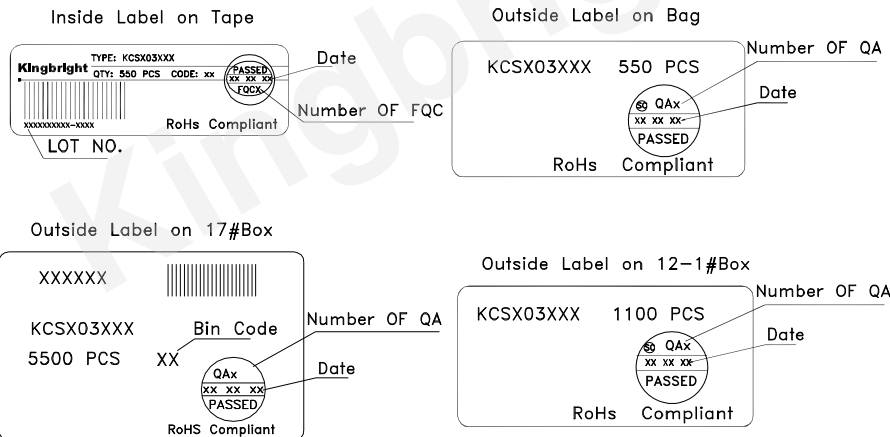 Inside Label on Tape
Kingbright
TYPE: KCSX03XXX
QTY: 550 PCS CODE: xx
PASSED
xx xx xx
FQCX
xxxxxxxxxx-xxxx
RoHs Compliant
Date
Number OF FQC
LOT NO.
Outside Label on Bag
KCSX03XXX 550 PCS
SC QAx
xx xx xx
PASSED
RoHs Compliant
Number OF QA
Date
Outside Label on 17#Box
XXXXXX
KCSX03XXX
Bin Code
5500 PCS XX
QAx
xx xx xx
PASSED
RoHS Compliant
Number OF QA
Date
Outside Label on 12-1#Box
KCSX03XXX 1100 PCS
SC QAx
xx xx xx
PASSED
RoHs Compliant
Number OF QA
Date
Kingbright